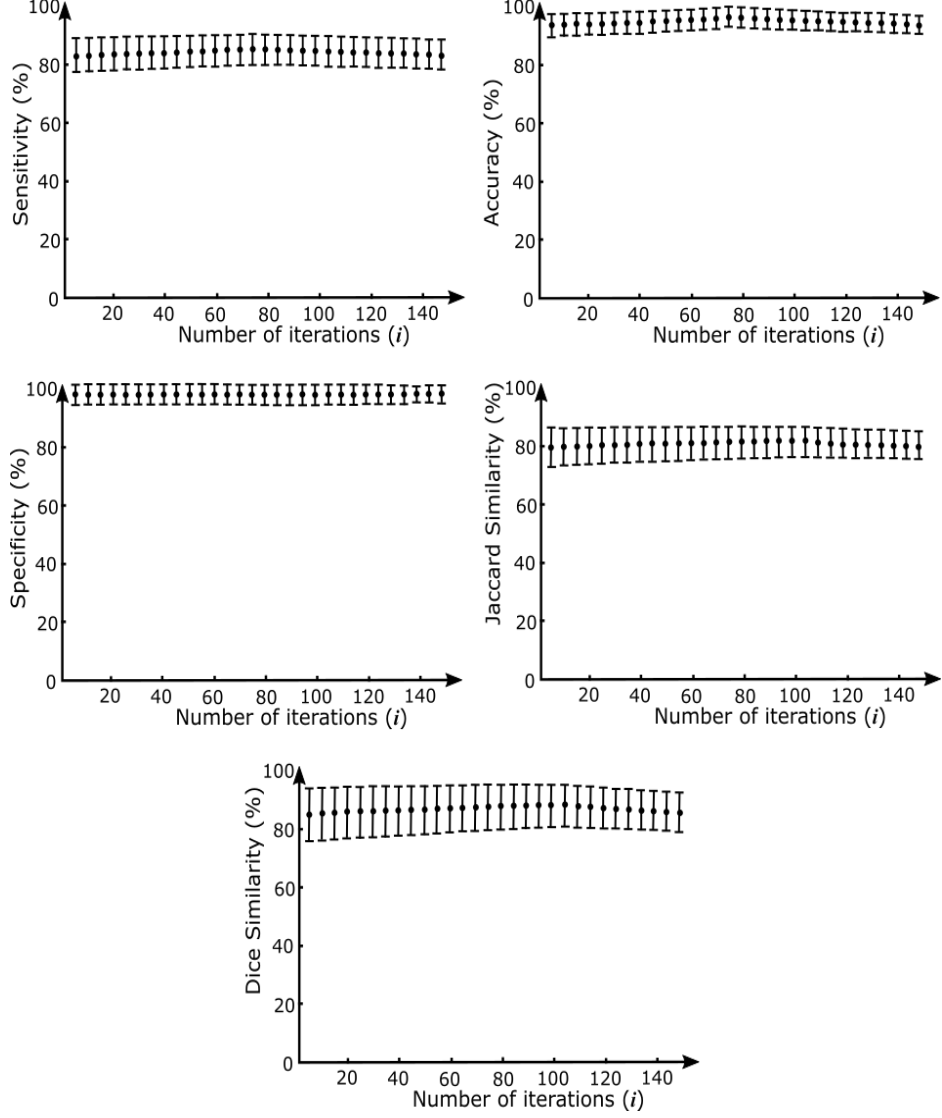 100
80
60
40
20
0
Sensitivity (%)
20 40 60 80 100 120 140
Number of iterations (i)
100
80
60
40
20
0
Accuracy (%)
20 40 60 80 100 120 140
Number of iterations (i)
100
80
60
40
20
0
Specificity (%)
20 40 60 80 100 120 140
Number of iterations (i)
100
80
60
40
20
0
Jaccard Similarity (%)
20 40 60 80 100 120 140
Number of iterations (i)
100
80
60
40
20
0
Dice Similarity (%)
20 40 60 80 100 120 140
Number of iterations (i)